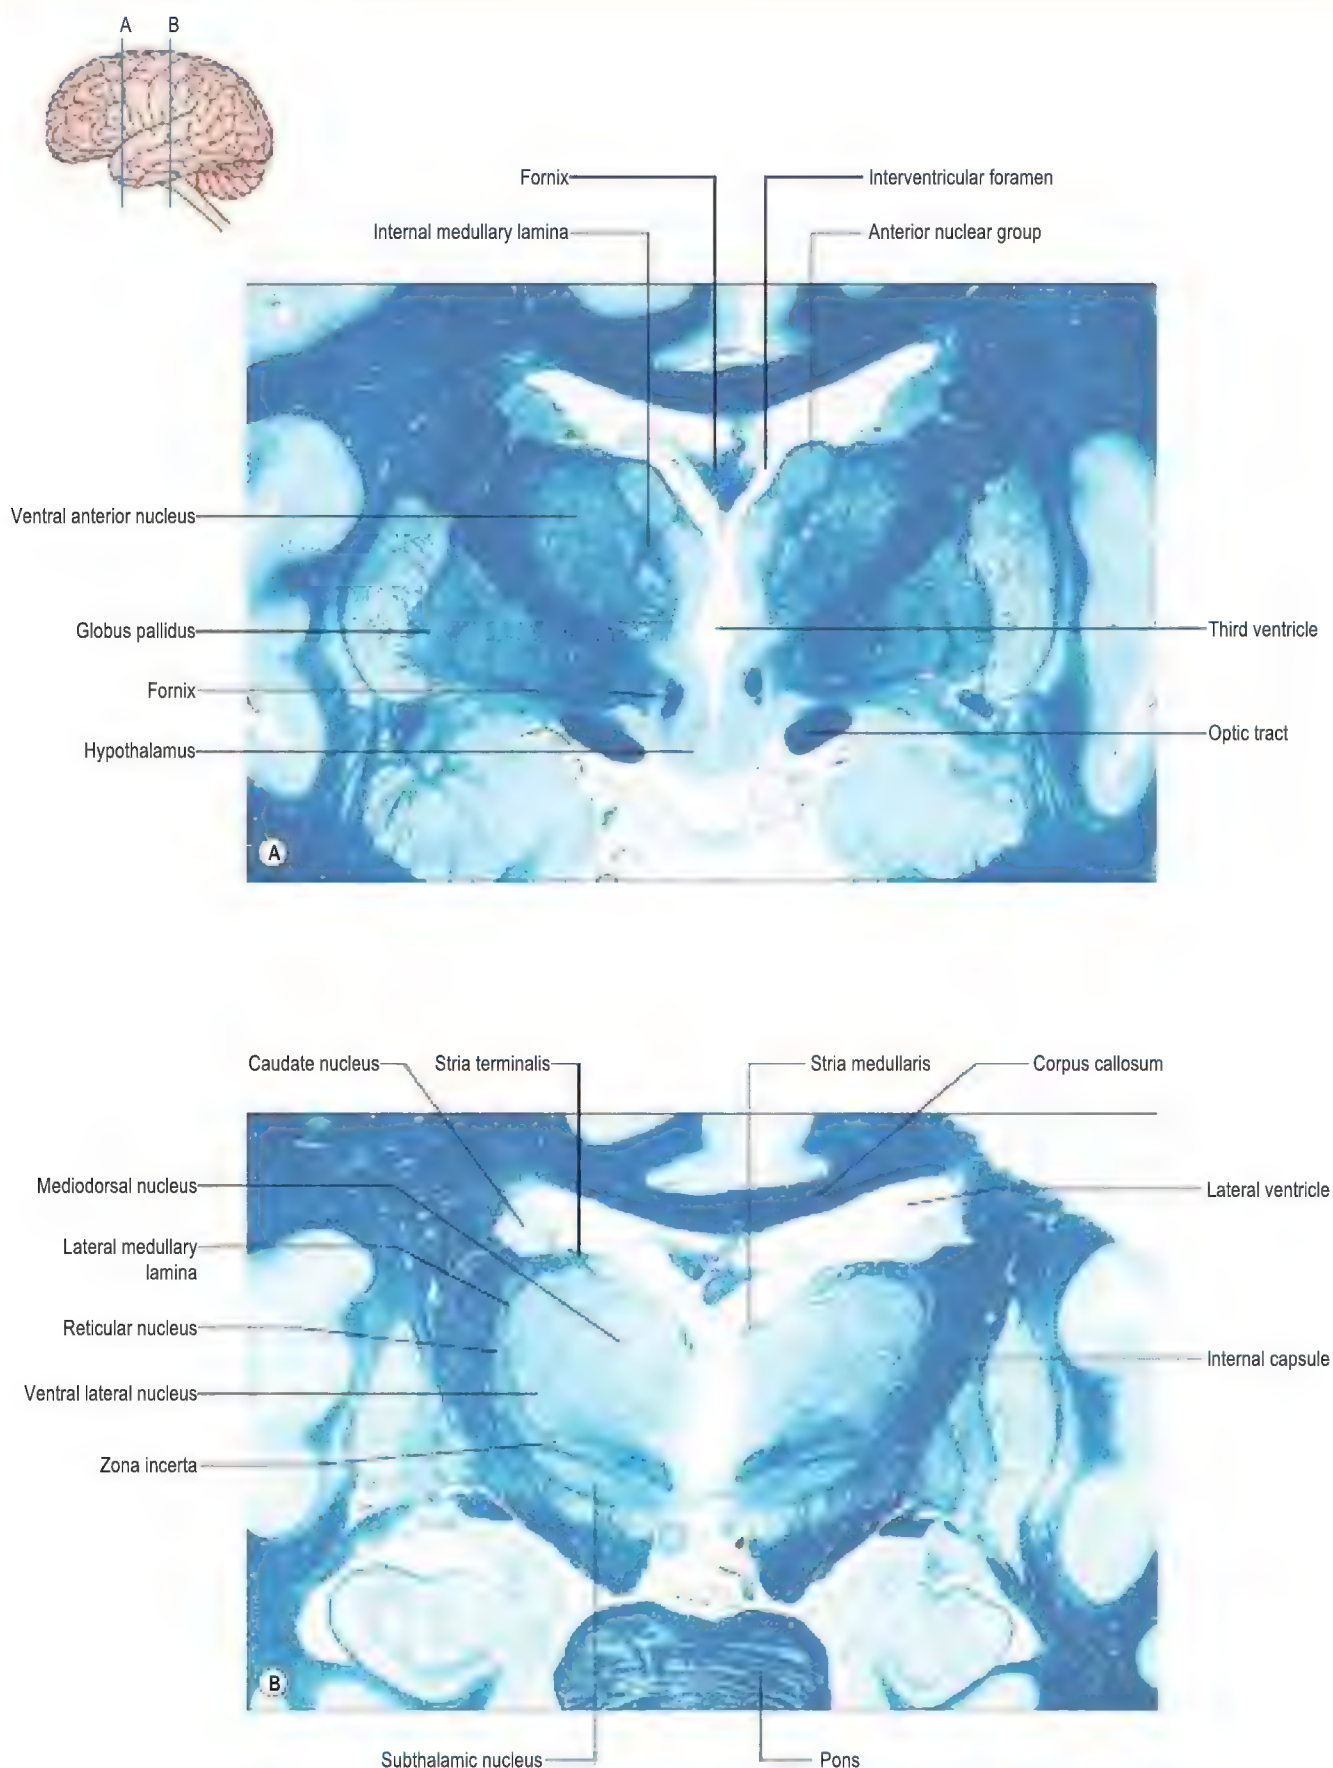 A B
Fornix Interventricular foramen
Internal medullary lamina Anterior nuclear group
Ventral anterior nucleus
Globus pallidus Third ventricle
Fornix
Optic tract
Hypothalamus
A
Caudate nucleus Stria terminalis Stria medullaris Corpus callosum
Mediodorsal nucleus Lateral ventricle
Lateral medullary
lamina
Reticular nucleus
Internal capsule
Ventral lateral nucleus
Zona incerta
B
Subthalamic nucleus Pons